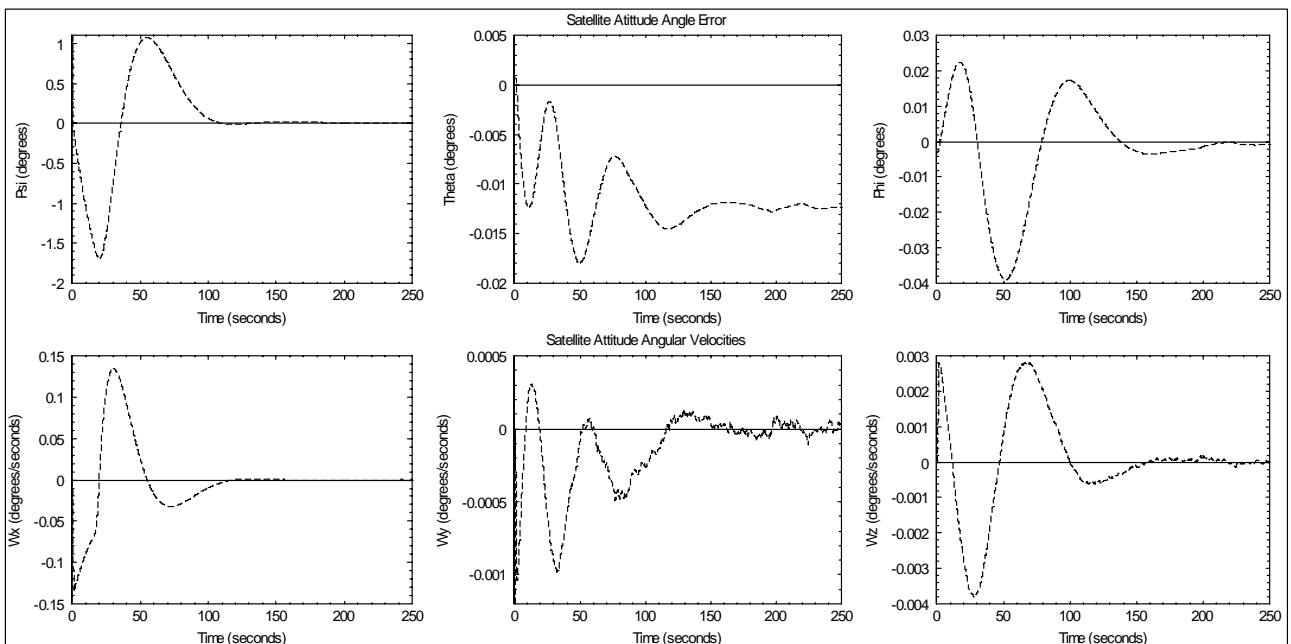 Satellite Atittude Angle Error
Psi (degrees)
1
0.5
0
-0.5
-1
-1.5
-2
0 50 100 150 200 250
Time (seconds)
Theta (degrees)
0.005
0
-0.005
-0.01
-0.015
-0.02
0 50 100 150 200 250
Time (seconds)
Phi (degrees)
0.03
0.02
0.01
0
-0.01
-0.02
-0.03
-0.04
0 50 100 150 200 250
Time (seconds)
Satellite Attitude Angular Velocities
Wx (degrees/seconds)
0.15
0.1
0.05
0
-0.05
-0.1
-0.15
0 50 100 150 200 250
Time (seconds)
Wy (degrees/seconds)
0.0005
0
-0.0005
-0.001
0 50 100 150 200 250
Time (seconds)
Wz (degrees/seconds)
0.003
0.002
0.001
0
-0.001
-0.002
-0.003
-0.004
0 50 100 150 200 250
Time (seconds)